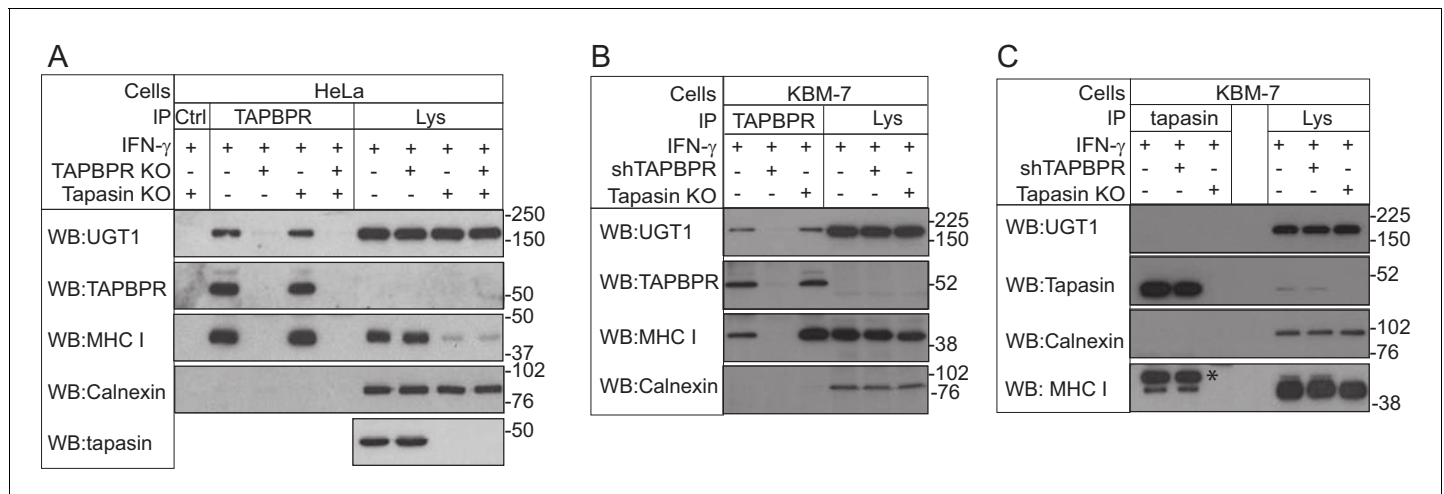 A
Cells HeLa
IP Ctrl TAPBPR Lys
IFN-γ + + + + + + + + +
TAPBPR KO - - + - + - + - +
Tapasin KO + - - + + - - + +
WB:UGT1 -250 -150
WB:TAPBPR -50
WB:MHC I -50 -37
WB:Calnexin -102 -76
WB:tapasin -50
B
Cells KBM-7
IP TAPBPR Lys
IFN-γ + + + + + +
shTAPBPR - + - - + -
Tapasin KO - - + - - +
WB:UGT1 -225 -150
WB:TAPBPR -52
WB:MHC I -38
WB:Calnexin -102 -76
C
Cells KBM-7
IP tapasin Lys
IFN-γ + + + + + +
shTAPBPR - + - - + -
Tapasin KO - - + - - +
WB:UGT1 -225 -150
WB:Tapasin -52
WB:Calnexin -102 -76
WB: MHC I * -38